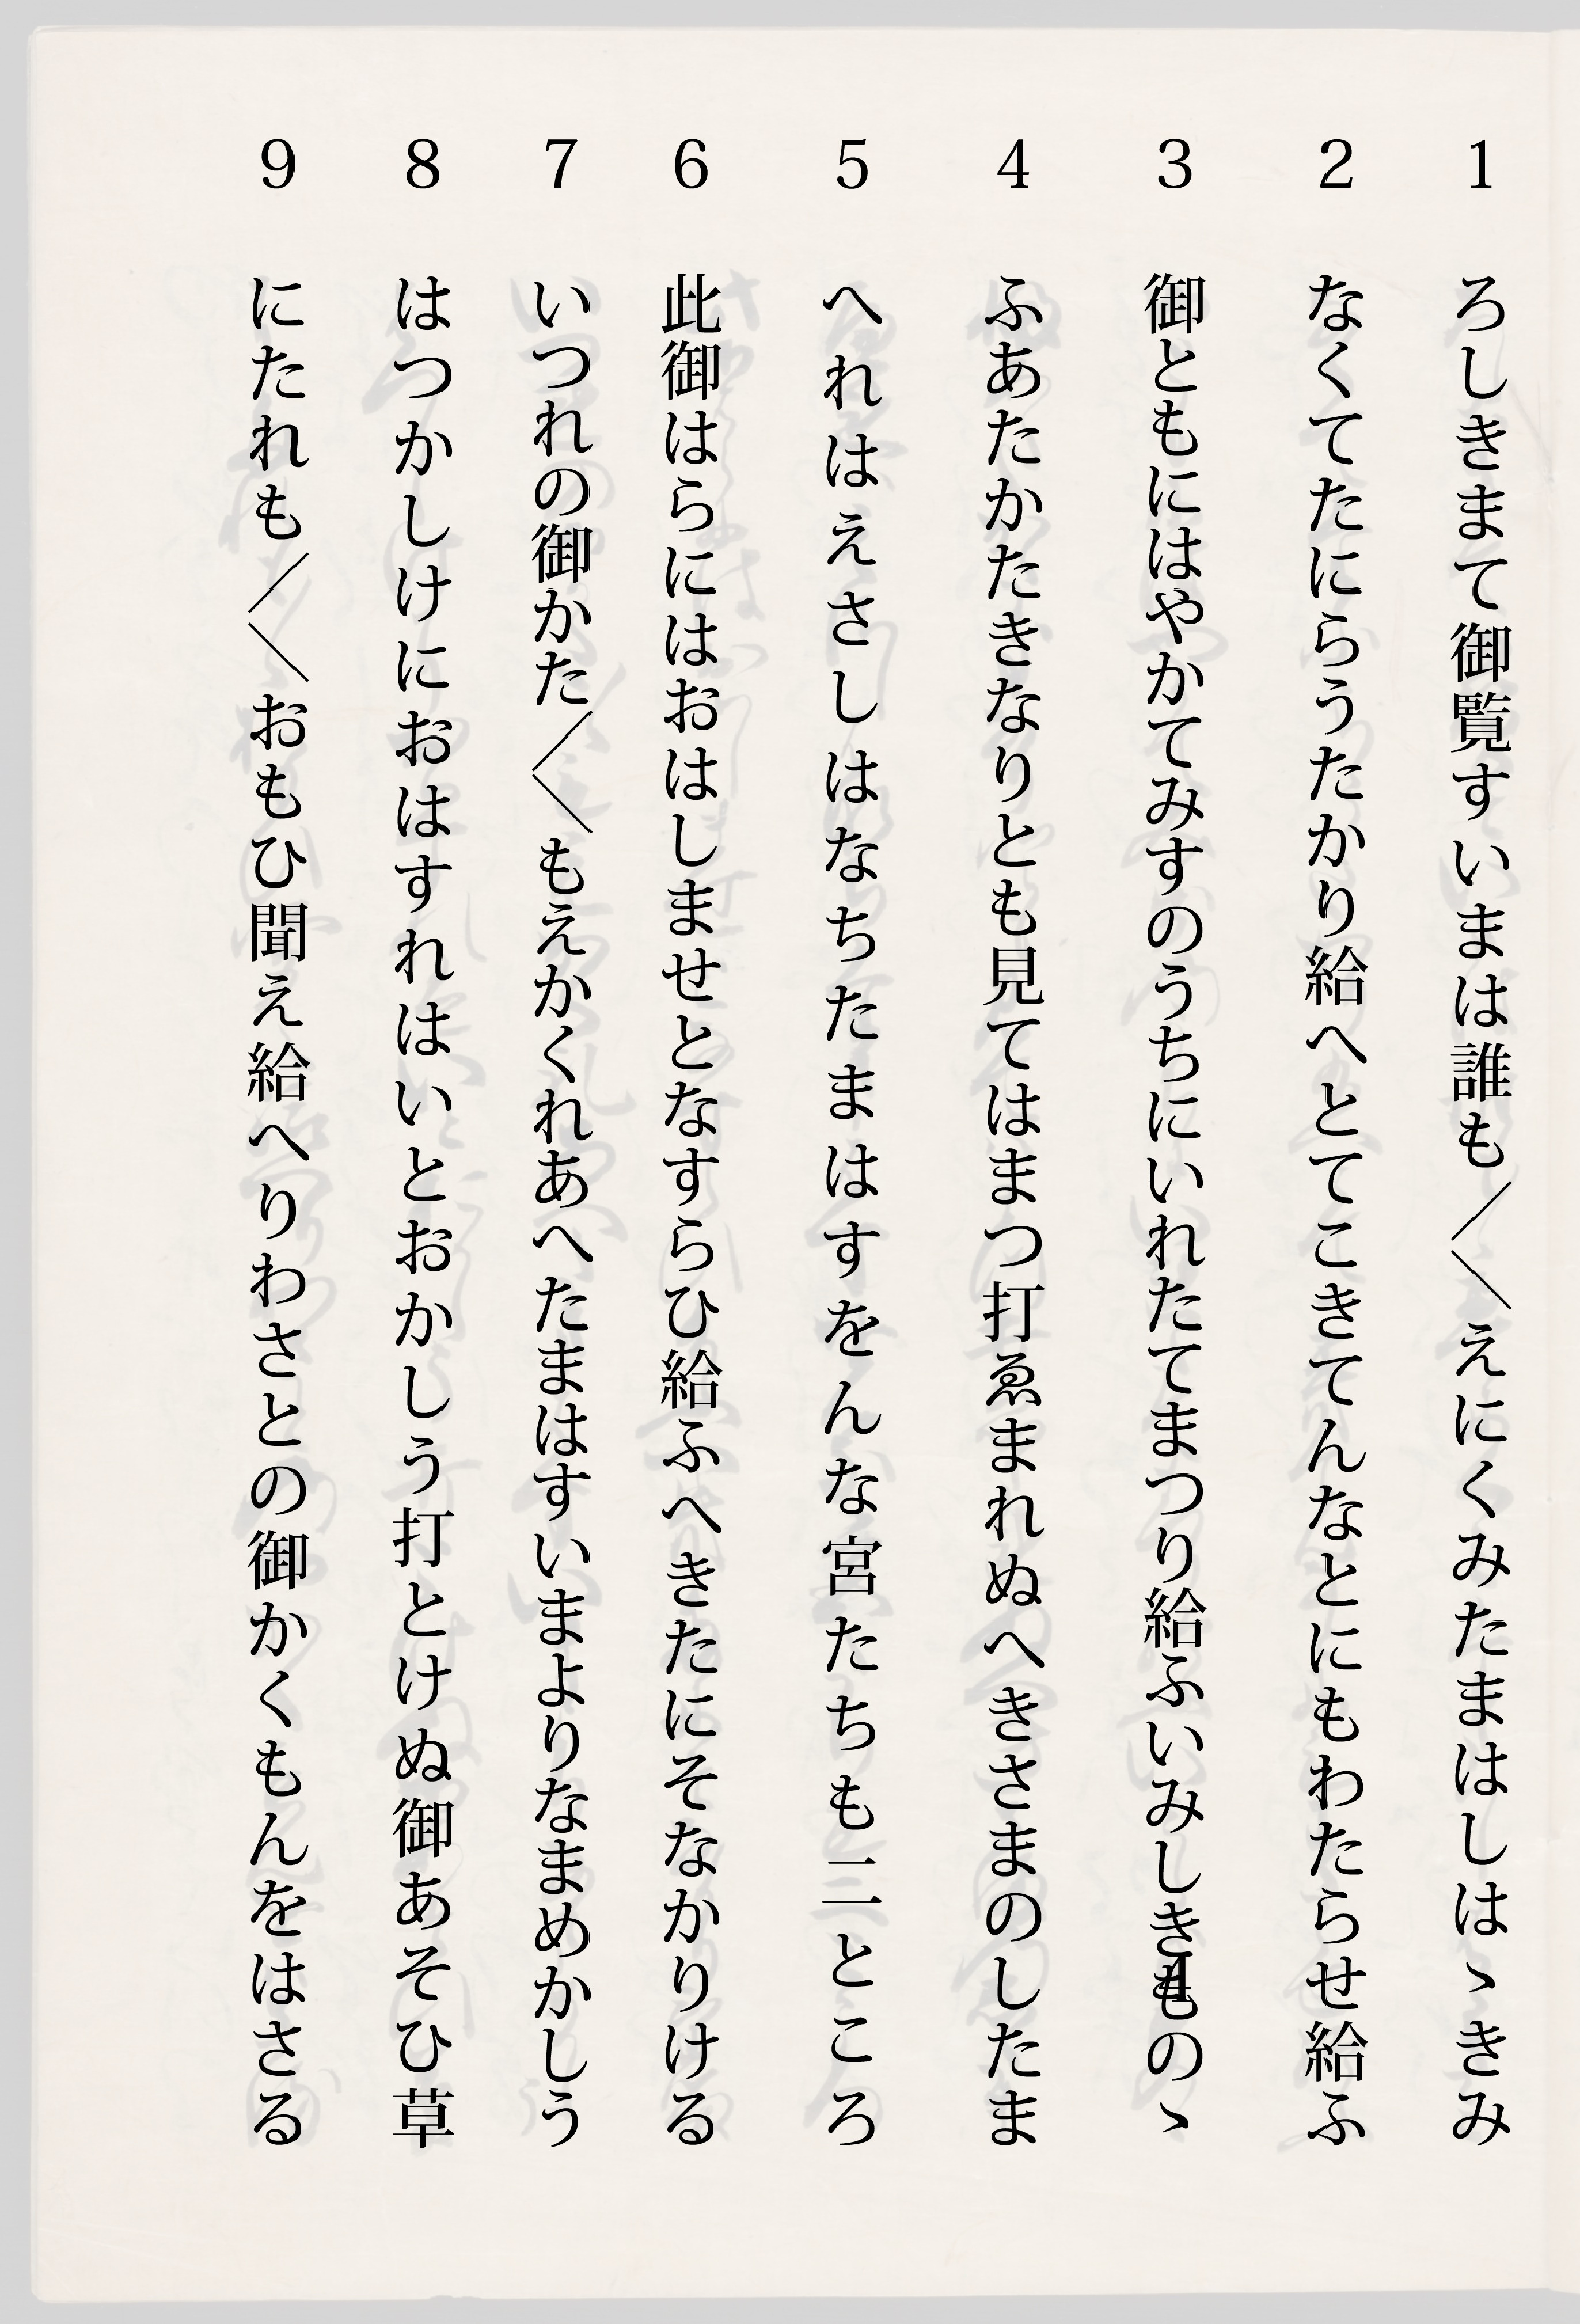 1 ろしきまて御覧すいまは誰も〳〵えにくみたまはしはゝきみ
2 なくてたにらうたかり給へとてこきてんなとにもわたらせ給ふ
3 御ともにはやかてみすのうちにいれたてまつり給ふいみしきものゝ
4 ふあたかたきなりとも見てはまつ打ゑまれぬへきさまのしたま
5 へれはえさしはなちたまはすをんな宮たちも二ところ
6 此御はらにはおはしませとなすらひ給ふへきたにそなかりける
7 いつれの御かた〳〵もえかくれあへたまはすいまよりなまめかしう
8 はつかしけにおはすれはいとおかしう打とけぬ御あそひ草
9 にたれも〳〵おもひ聞え給へりわさとの御かくもんをはさる